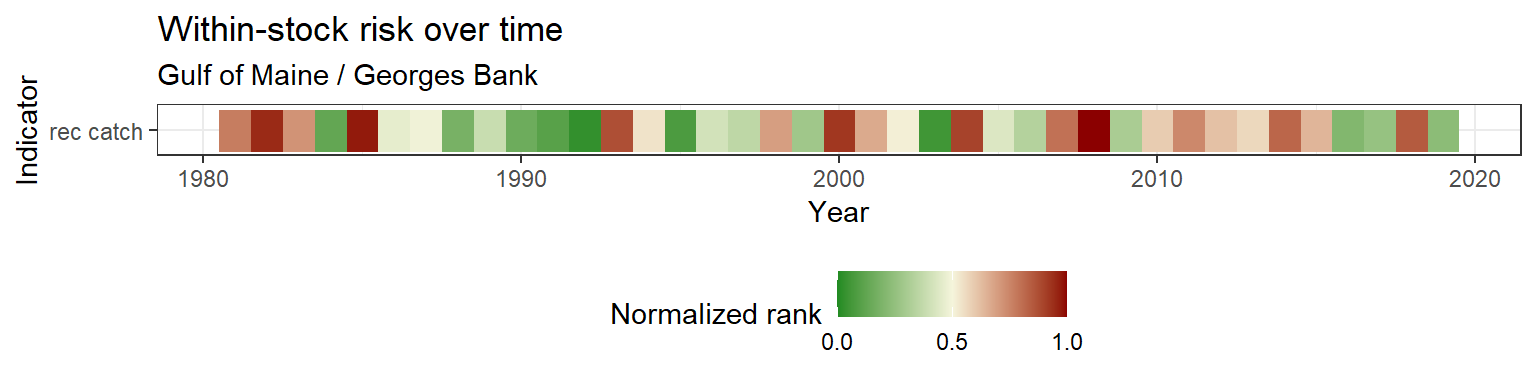 Within-stock risk over time
Gulf of Maine / Georges Bank
Indicator
rec catch
1980 1990 2000 2010 2020
Year
Normalized rank
0.0 0.5 1.0